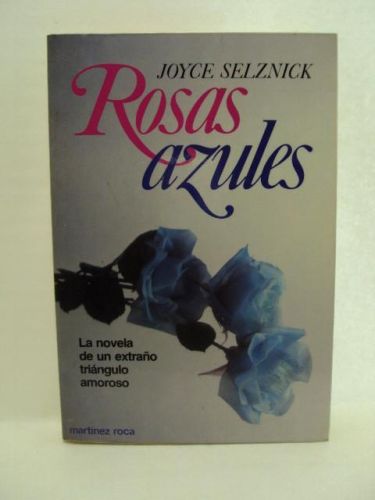 JOYCE SELZNICK
Rosas
azules
La novela
de un extraño
triángulo
amoroso
martínez roca